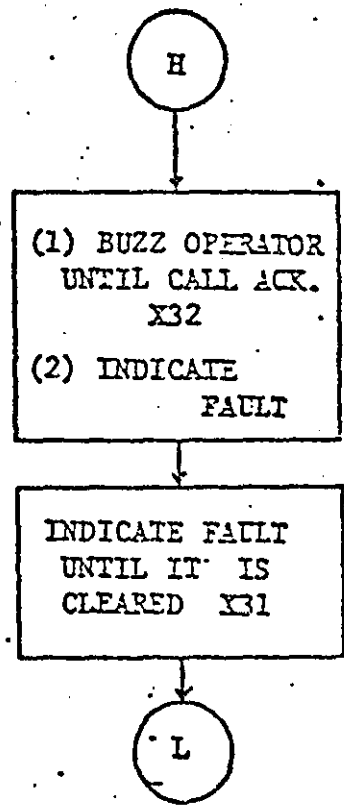 H
(1) BUZZ OPERATOR
UNTIL CALL ACK.
X32
(2) INDICATE
FAULT
INDICATE FAULT
UNTIL IT IS
CLEARED X31
L